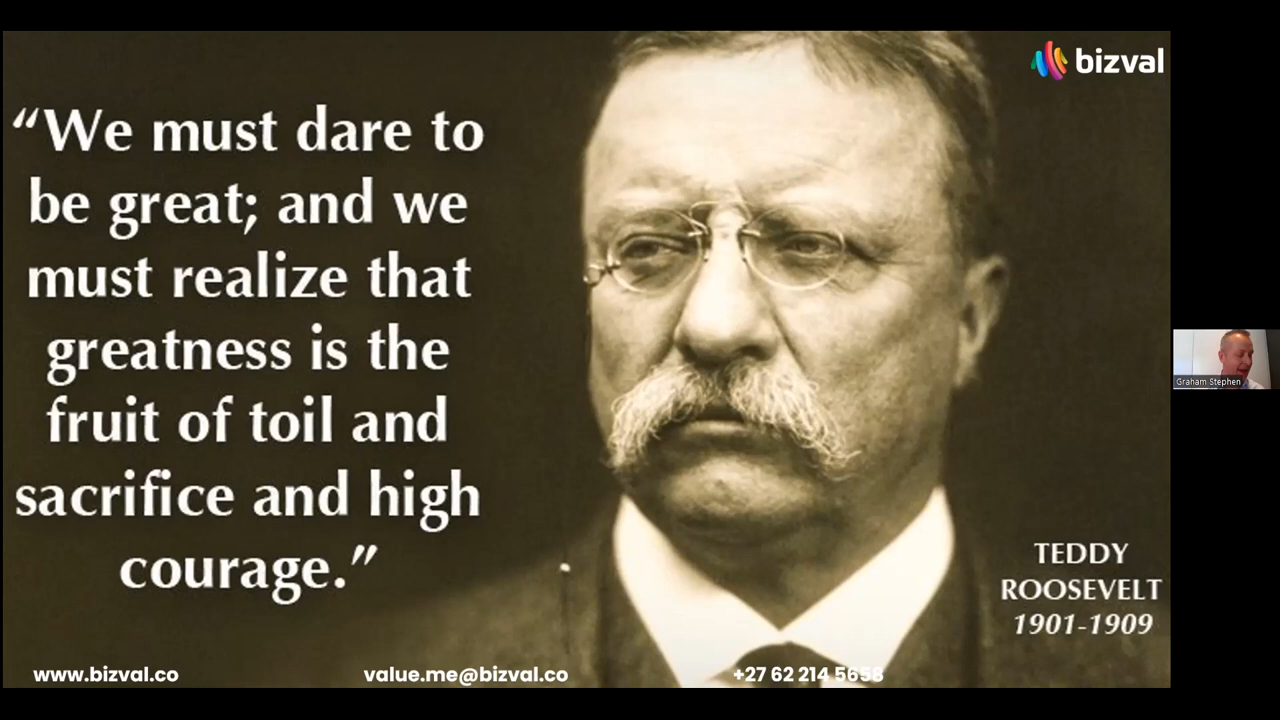 bizval
“We must dare to
be great; and we
must realize that
greatness is the
fruit of toil and
sacrifice and high
courage.”
TEDDY
ROOSEVELT
1901-1909
Graham Stephen
www.bizval.co
value.me@bizval.co
+27 62 214 5658